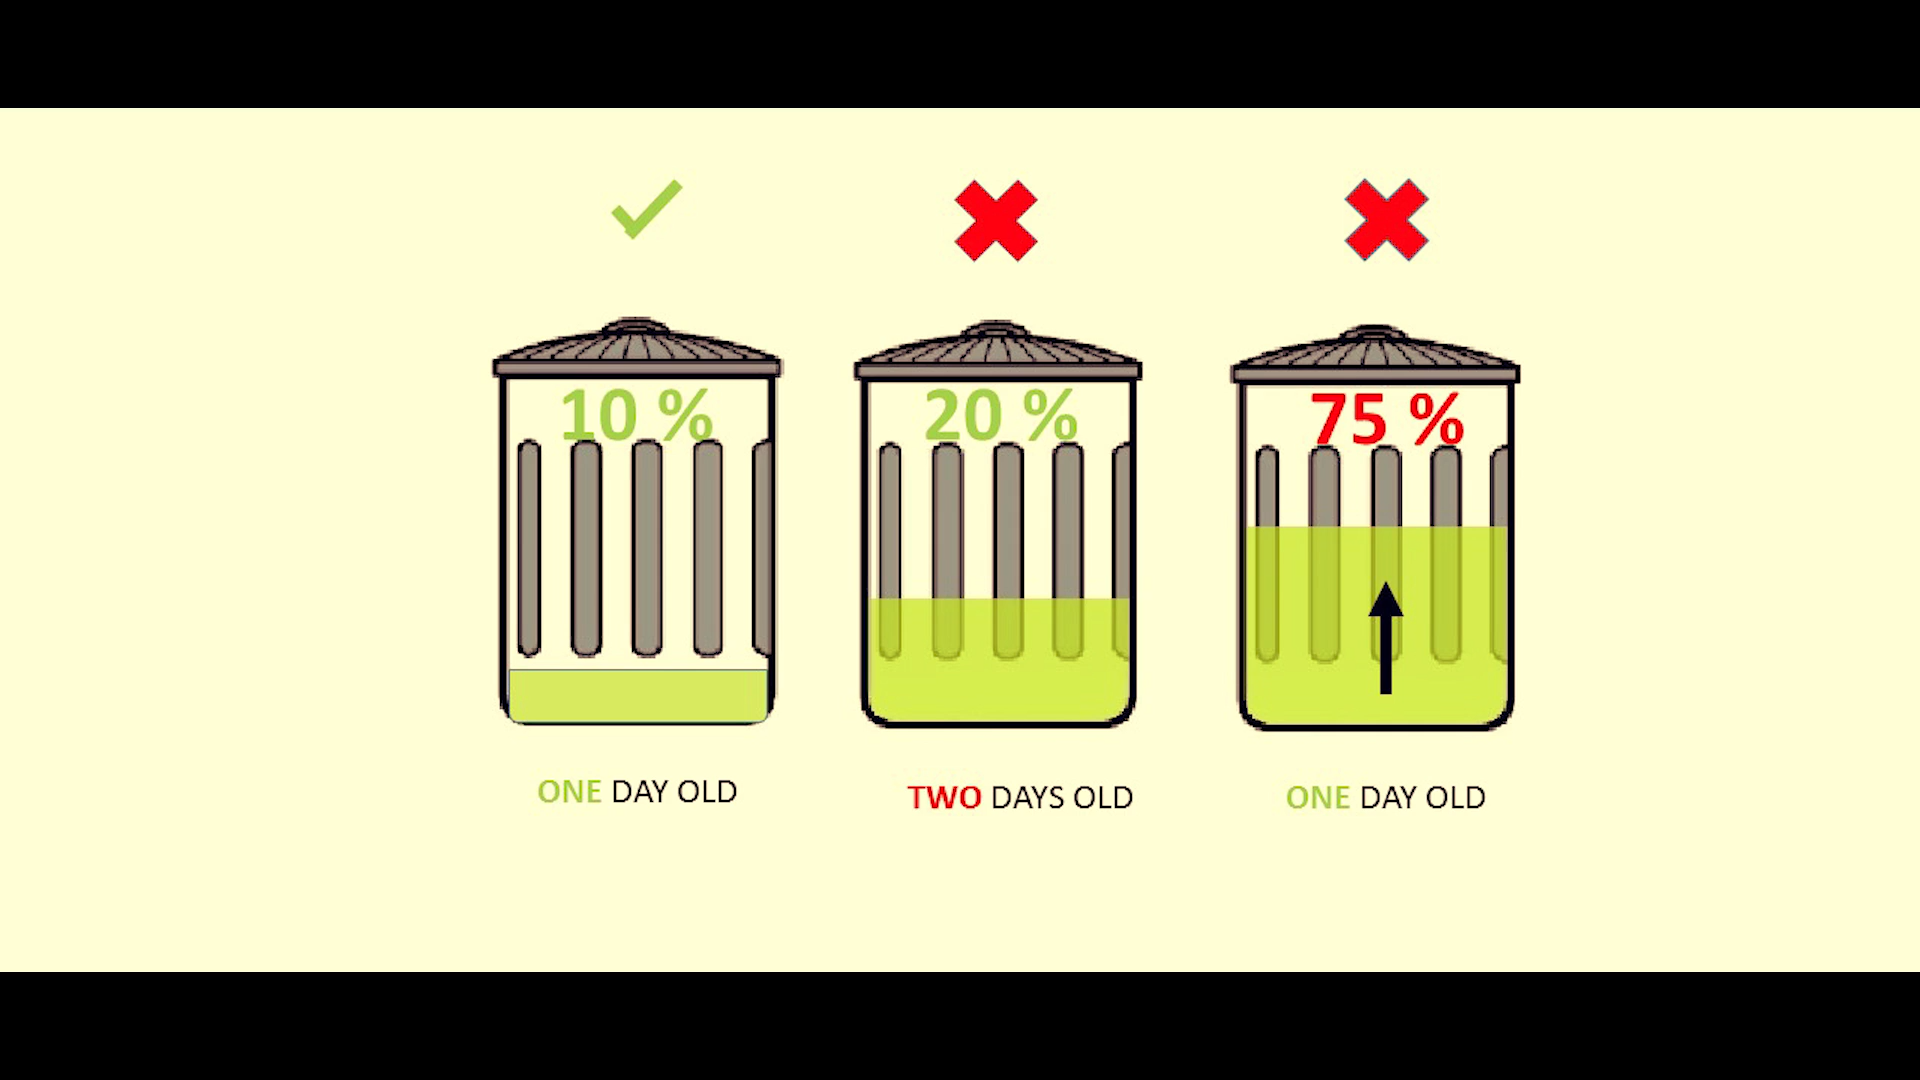 10 %
20 %
75 %
ONE DAY OLD
TWO DAYS OLD
ONE DAY OLD